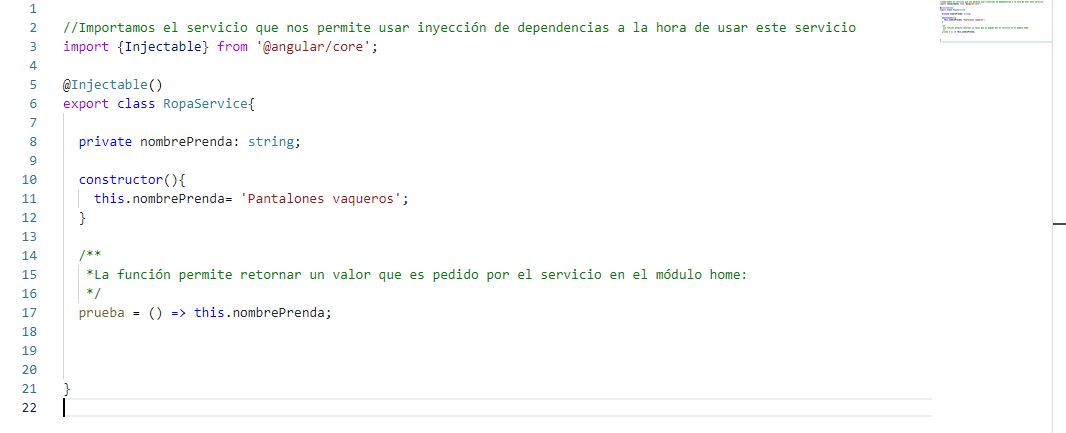 1
2 //Importamos el servicio que nos permite usar inyección de dependencias a la hora de usar este servicio
3 import {Injectable} from '@angular/core';
4
5 @Injectable()
6 export class RopaService{
7
8 private nombrePrenda: string;
9
10 constructor(){
11 this.nombrePrenda= 'Pantalones vaqueros';
12 }
13
14 /**
15 *La función permite retornar un valor que es pedido por el servicio en el módulo home:
16 */
17 prueba = () => this.nombrePrenda;
18
19
20
21 }
22